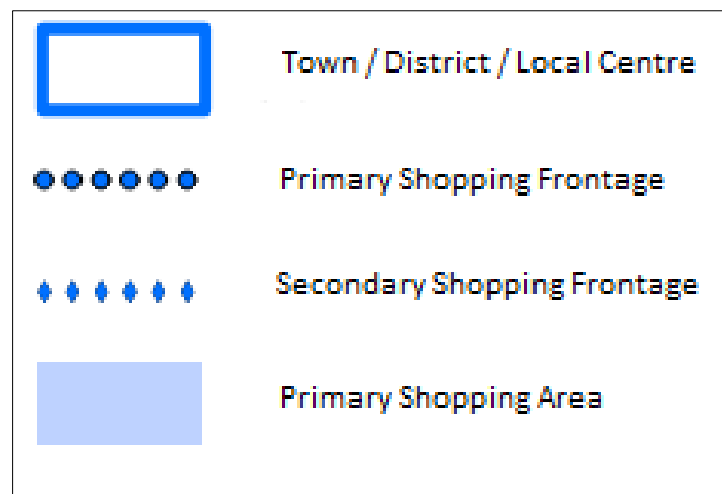 Town / District / Local Centre
Primary Shopping Frontage
Secondary Shopping Frontage
Primary Shopping Area